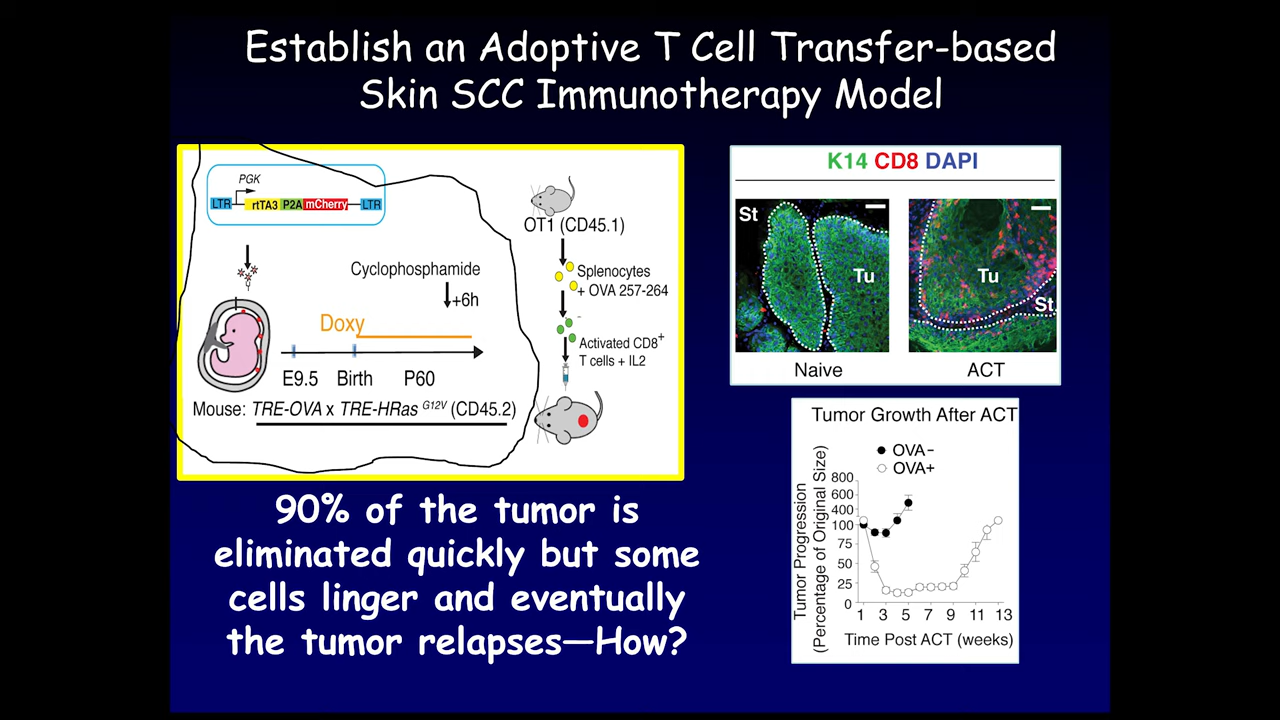 Establish an Adoptive T Cell Transfer-based
Skin SCC Immunotherapy Model
PGK
LTR rtTA3 P2A mCherry LTR
Cyclophosphamide
+6h
Doxy
E9.5 Birth P60
Mouse: TRE-OVA x TRE-HRas G12V (CD45.2)
OT1 (CD45.1)
Splenocytes
+ OVA 257-264
Activated CD8+
T cells + IL2
K14 CD8 DAPI
St
Tu
Tu
St
Naive
ACT
90% of the tumor is
eliminated quickly but some
cells linger and eventually
the tumor relapses—How?
Tumor Growth After ACT
OVA-
OVA+
Tumor Progression
(Percentage of Original Size)
800
600
400
100
75
50
25
0
1 3 5 7 9 11 13
Time Post ACT (weeks)